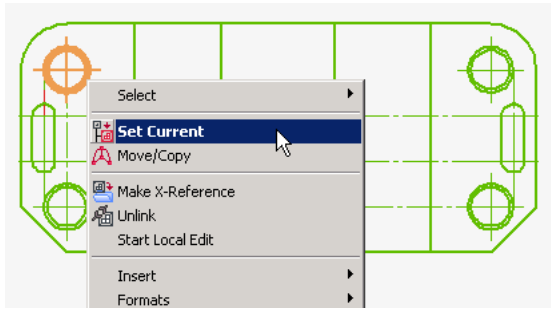 Select
Set Current
Move/Copy
Make X-Reference
Unlink
Start Local Edit
Insert
Formats